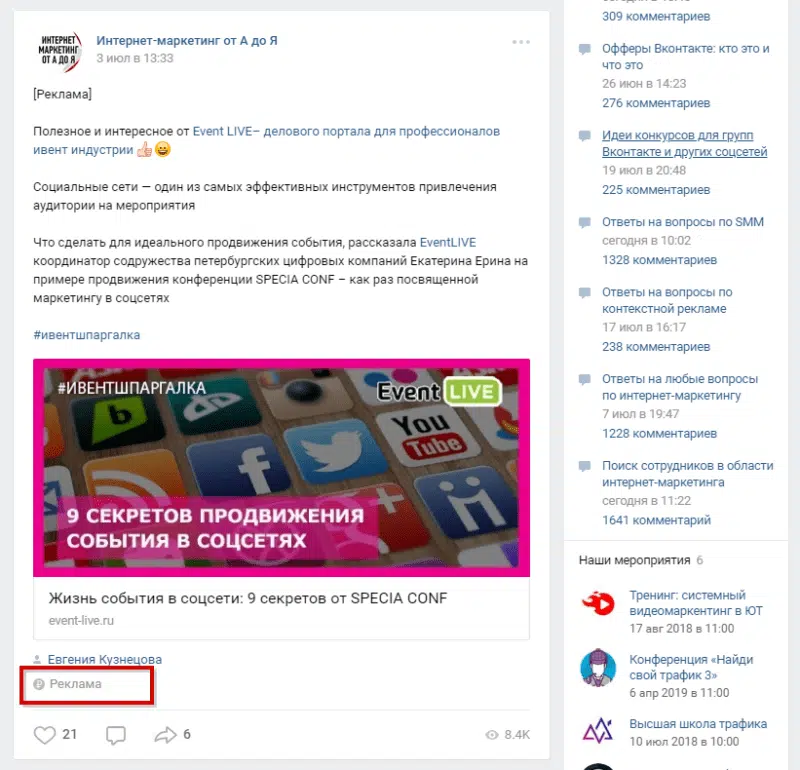 ИНТЕРНЕТ
МАРКЕТИНГ
ОТ А ДО Я
Интернет-маркетинг от А до Я
3 июл в 13:33
[Реклама]
Полезное и интересное от Event LIVE– делового портала для профессионалов
ивент индустрии
Социальные сети — один из самых эффективных инструментов привлечения
аудитории на мероприятия
Что сделать для идеального продвижения события, рассказала EventLIVE
координатор содружества петербургских цифровых компаний Екатерина Ерина на
примере продвижения конференции SPECIA CONF – как раз посвященной
маркетингу в соцсетях
#ивентшпаргалка
#ИВЕНТШПАРГАЛКА
Event LIVE
You
Tube
9 СЕКРЕТОВ ПРОДВИЖЕНИЯ
СОБЫТИЯ В СОЦСЕТЯХ
Жизнь события в соцсети: 9 секретов от SPECIA CONF
event-live.ru
Евгения Кузнецова
Реклама
21
6
8.4K
309 комментариев
Офферы Вконтакте: кто это и
что это
26 июн в 14:23
276 комментариев
Идеи конкурсов для групп
Вконтакте и других соцсетей
19 июл в 20:48
225 комментариев
Ответы на вопросы по SMM
сегодня в 10:02
1328 комментариев
Ответы на вопросы по
контекстной рекламе
17 июл в 16:17
238 комментариев
Ответы на любые вопросы
по интернет-маркетингу
7 июл в 19:47
1228 комментариев
Поиск сотрудников в области
интернет-маркетинга
сегодня в 11:22
1641 комментарий
Наши мероприятия 6
Тренинг: системный
видеомаркетинг в ЮТ
17 авг 2018 в 11:00
Конференция «Найди
свой трафик 3»
6 апр 2019 в 11:00
Высшая школа трафика
10 июл 2018 в 10:00